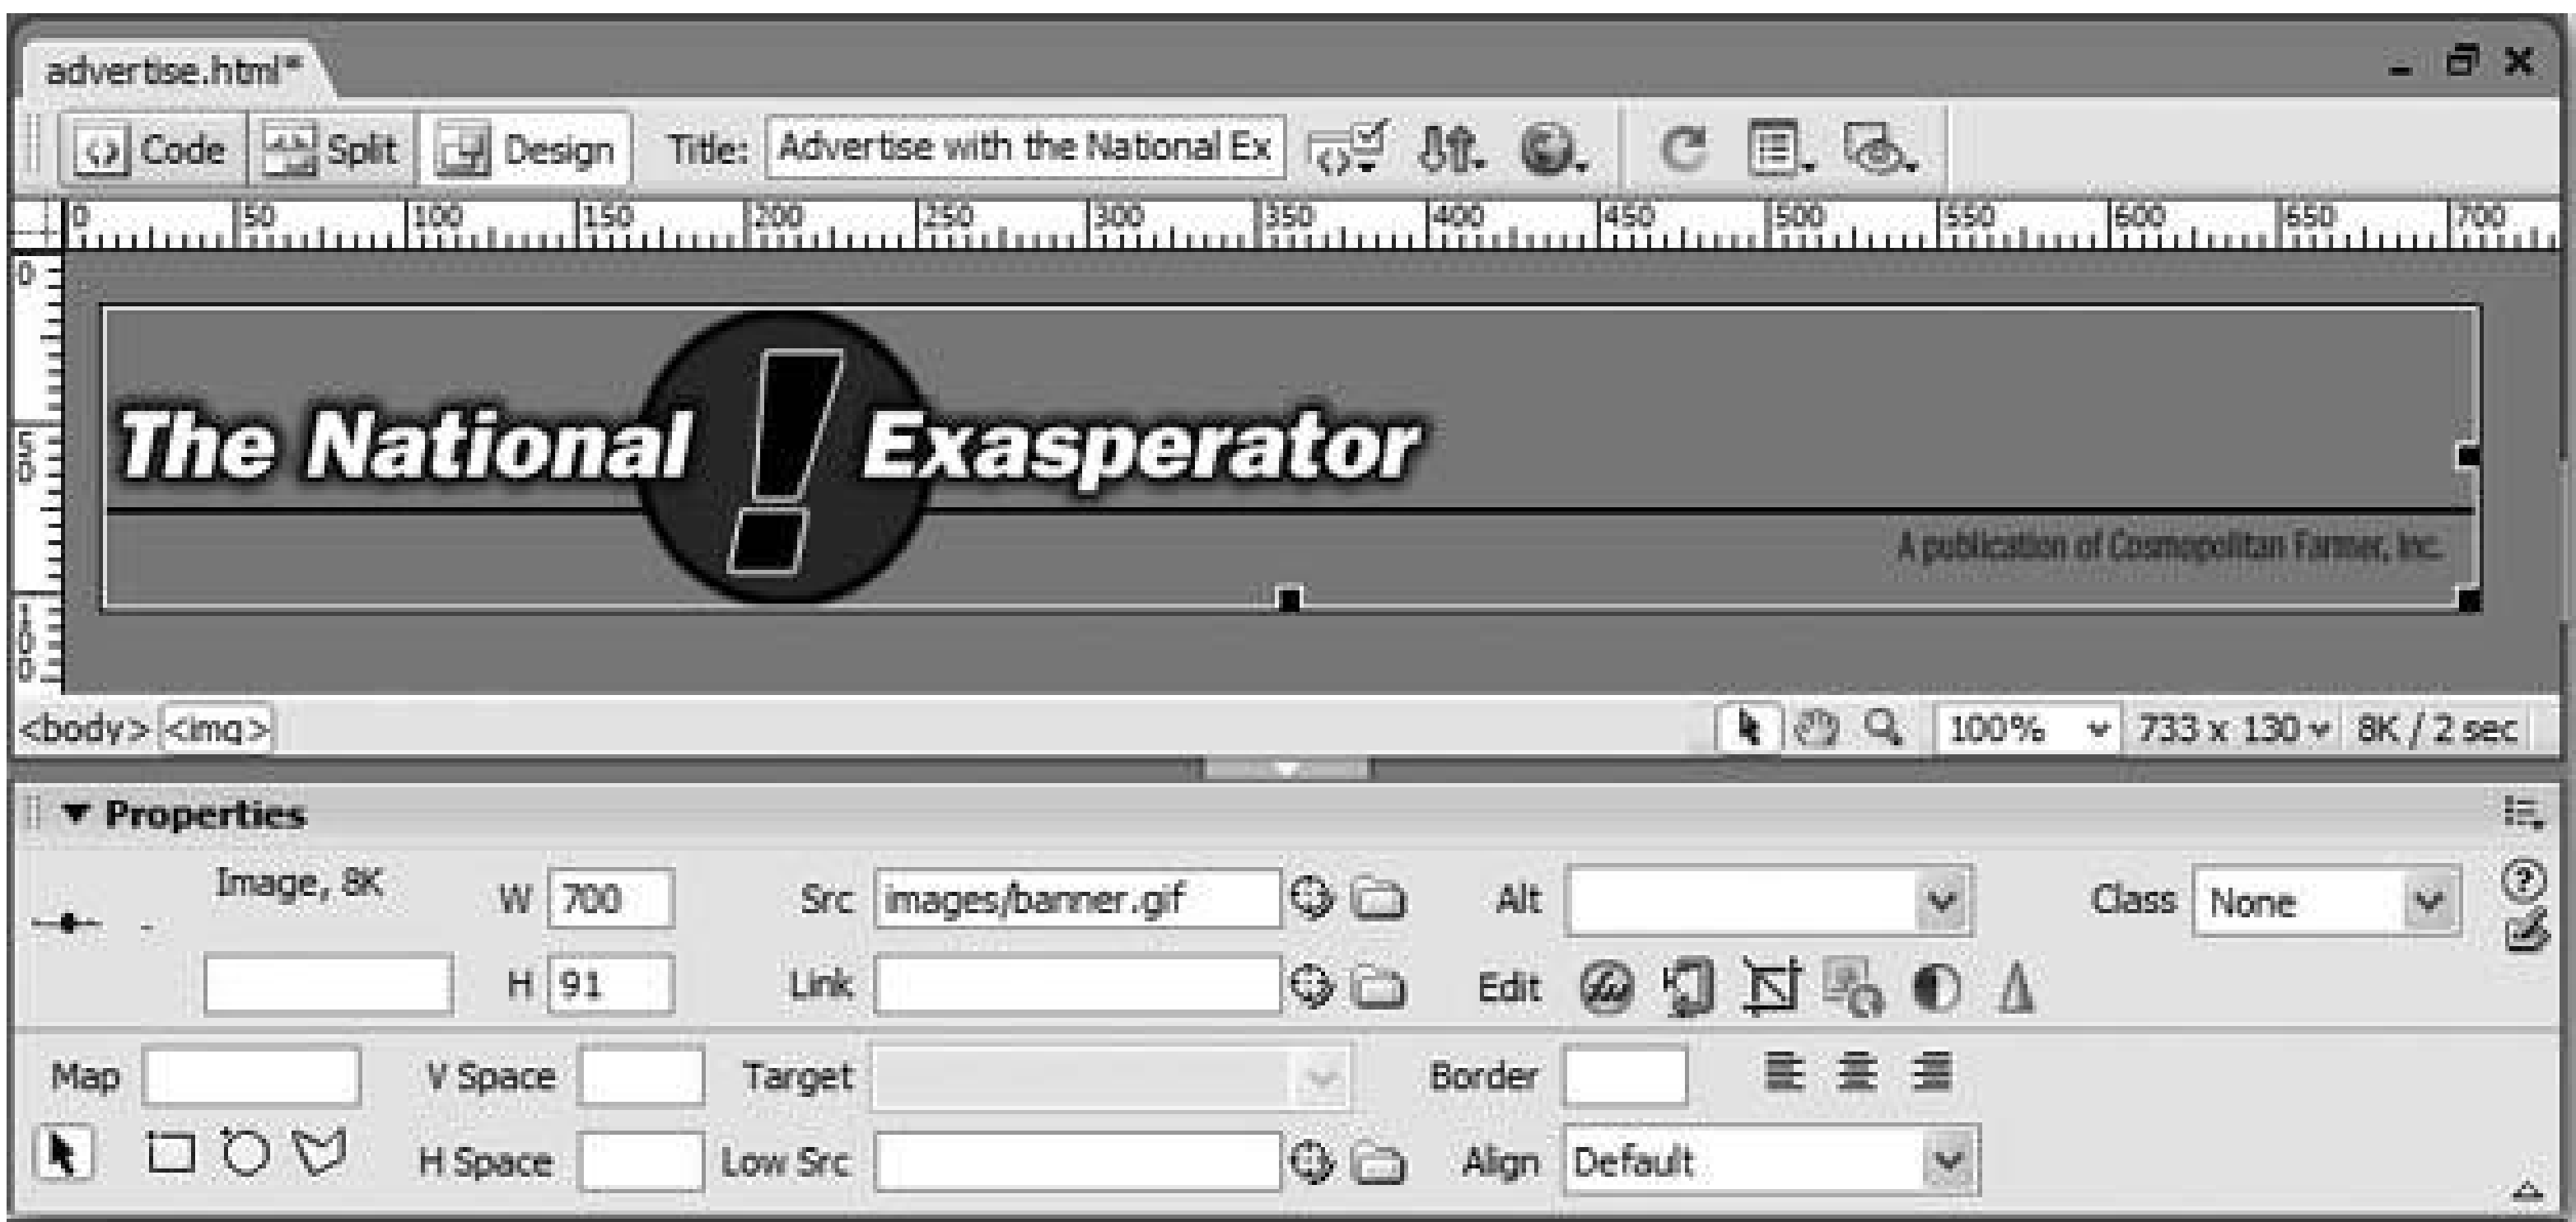 advertise.html*
Code Split Design Title: Advertise with the National Ex
0 50 100 150 200 250 300 350 400 450 500 550 600 650 700
0
50
100
The National ! Exasperator
A publication of Cosmopolitan Farmer, Inc.
<body> <img> 100% 733 x 130 8K / 2 sec
Properties
Image, 8K W 700 Src images/banner.gif Alt Class None
H 91 Link Edit
Map V Space Target Border
H Space Low Src Align Default